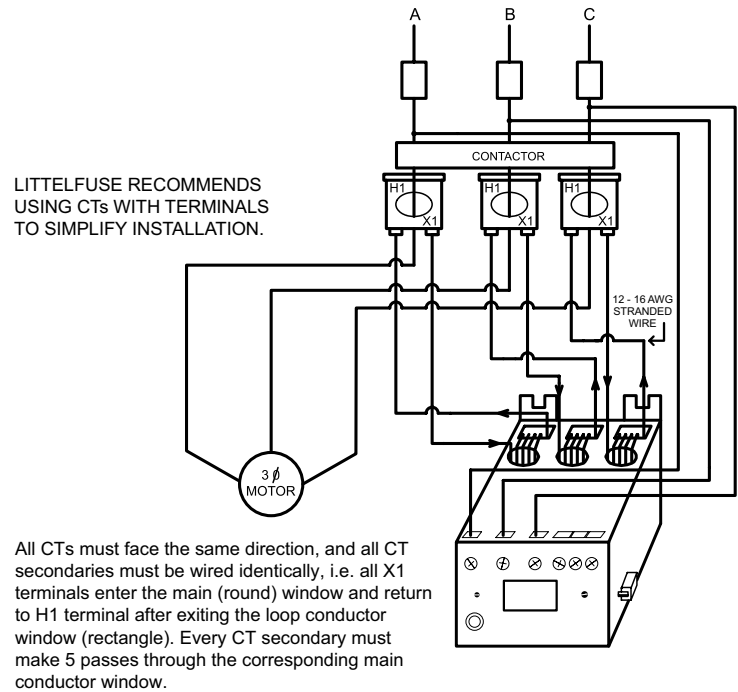 A B C
CONTACTOR
LITTELFUSE RECOMMENDS
USING CTs WITH TERMINALS
TO SIMPLIFY INSTALLATION.
H1 H1 H1
X1 X1 X1
12 - 16 AWG
STRANDED
WIRE
3 ϕ
MOTOR
All CTs must face the same direction, and all CT
secondaries must be wired identically, i.e. all X1
terminals enter the main (round) window and return
to H1 terminal after exiting the loop conductor
window (rectangle). Every CT secondary must
make 5 passes through the corresponding main
conductor window.